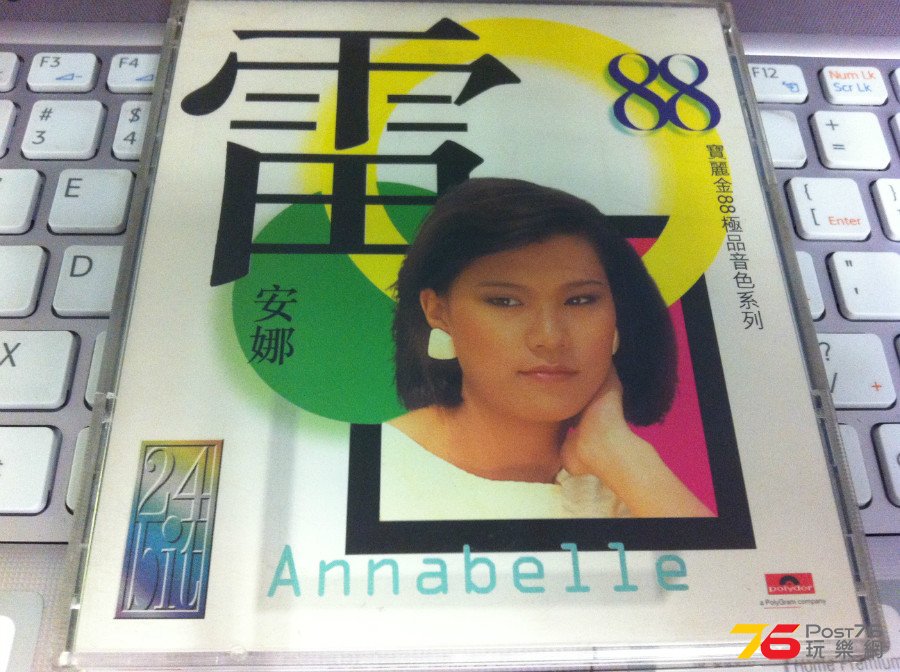 雷
安娜
88
寶麗金88極品音色系列
24
bit
Annabelle
polydor
a PolyGram company
F3
F4
F12
Num Lk
Scr Lk
#
3
$
4
+
=
E
{
[ Enter
D
"
'
X
?
/ +
76 POST76
玩樂網